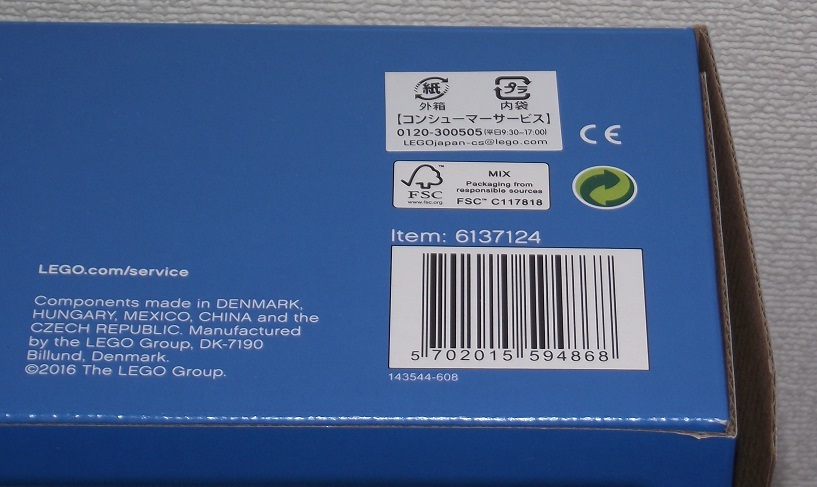 紙
プラ
外箱 内袋
【コンシューマーサービス】
0120-300505(平日9:30-17:00)
LEGOjapan-cs@lego.com
CE
FSC™
www.fsc.org
MIX
Packaging from
responsible sources
FSC™ C117818
Item: 6137124
5 702015 594868
143544-608
LEGO.com/service
Components made in DENMARK,
HUNGARY, MEXICO, CHINA and the
CZECH REPUBLIC. Manufactured
by the LEGO Group, DK-7190
Billund, Denmark.
©2016 The LEGO Group.